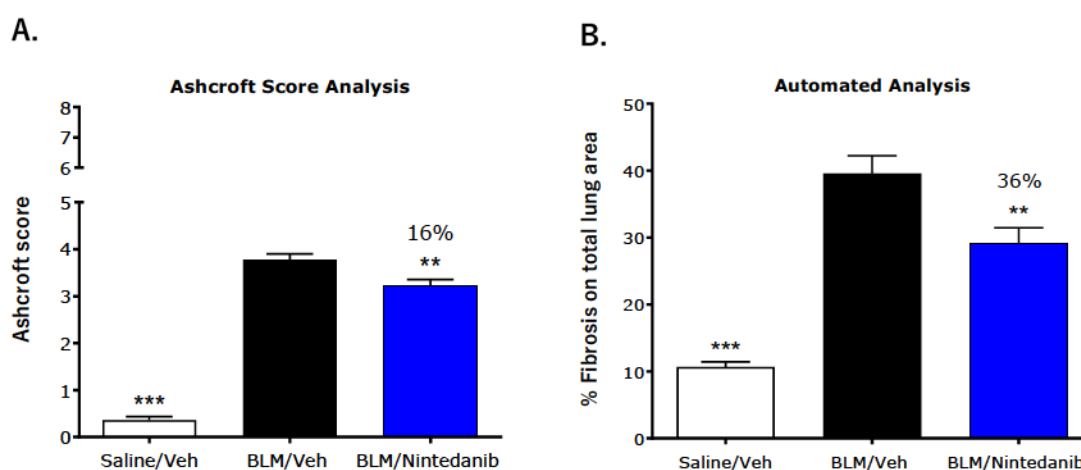 A.
Ashcroft Score Analysis
Ashcroft score
8
7
6
5
4
3
2
1
0
***
16%
**
Saline/Veh
BLM/Veh
BLM/Nintedanib
B.
Automated Analysis
% Fibrosis on total lung area
50
40
30
20
10
0
***
36%
**
Saline/Veh
BLM/Veh
BLM/Nintedanib